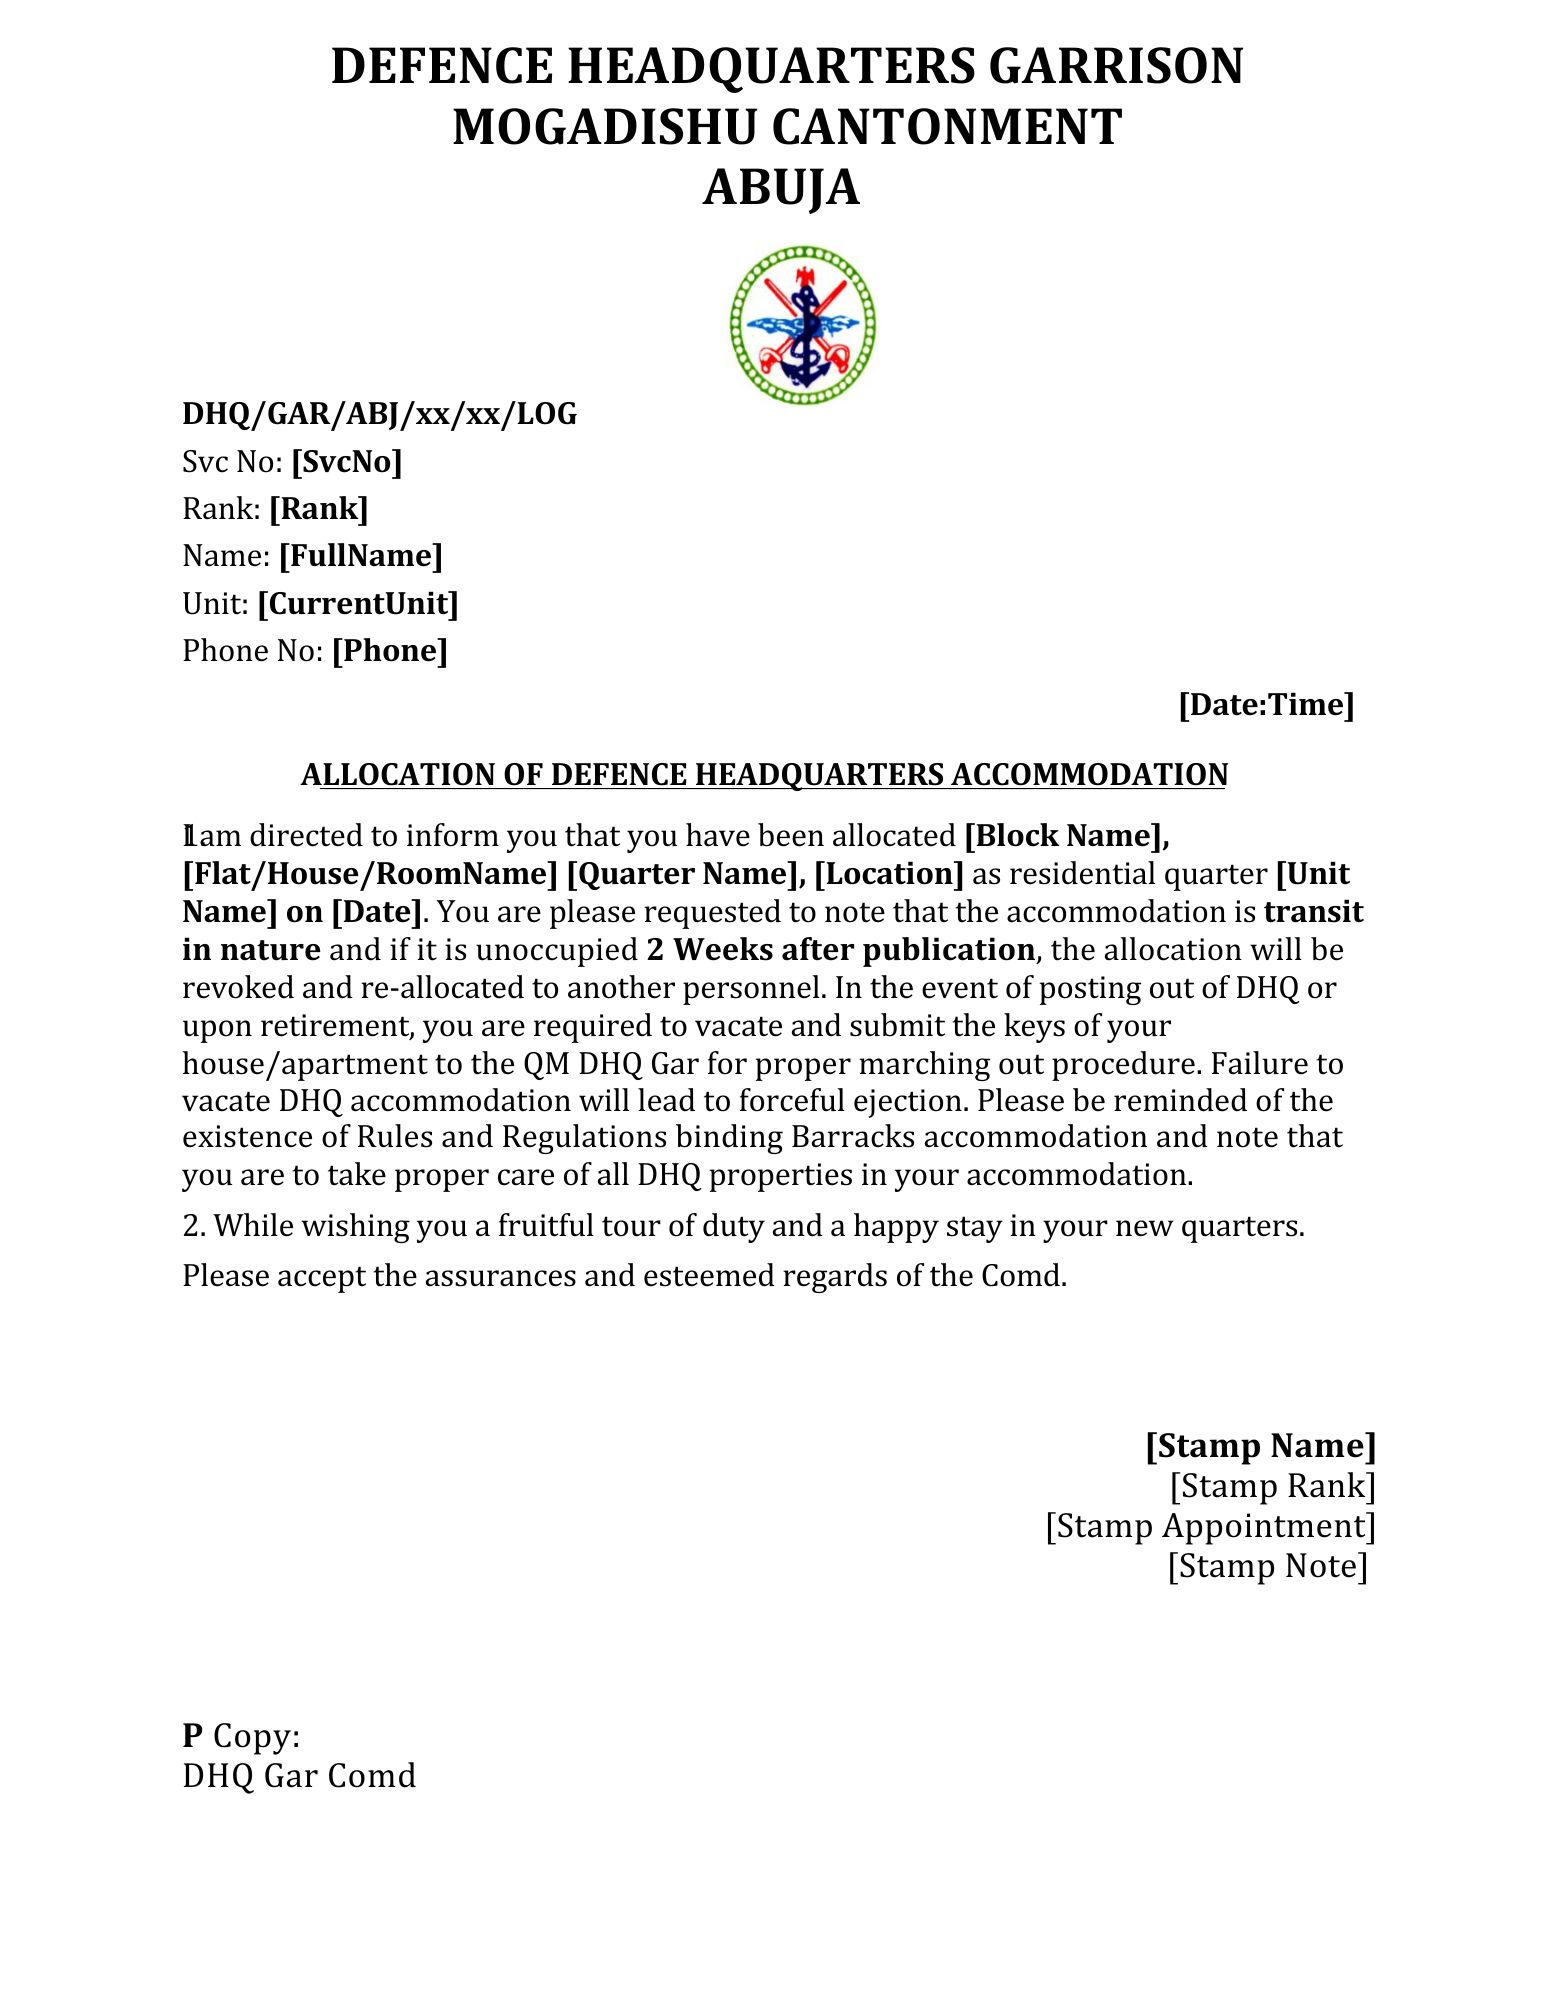 DEFENCE HEADQUARTERS GARRISON
MOGADISHU CANTONMENT
ABUJA
DHQ/GAR/ABJ/xx/xx/LOG
Svc No: [SvcNo]
Rank: [Rank]
Name: [FullName]
Unit: [CurrentUnit]
Phone No: [Phone]
[Date:Time]
ALLOCATION OF DEFENCE HEADQUARTERS ACCOMMODATION
I am directed to inform you that you have been allocated [Block Name],
[Flat/House/RoomName] [Quarter Name], [Location] as residential quarter [Unit
Name] on [Date]. You are please requested to note that the accommodation is transit
in nature and if it is unoccupied 2 Weeks after publication, the allocation will be
revoked and re-allocated to another personnel. In the event of posting out of DHQ or
upon retirement, you are required to vacate and submit the keys of your
house/apartment to the QM DHQ Gar for proper marching out procedure. Failure to
vacate DHQ accommodation will lead to forceful ejection. Please be reminded of the
existence of Rules and Regulations binding Barracks accommodation and note that
you are to take proper care of all DHQ properties in your accommodation.
2. While wishing you a fruitful tour of duty and a happy stay in your new quarters.
Please accept the assurances and esteemed regards of the Comd.
[Stamp Name]
[Stamp Rank]
[Stamp Appointment]
[Stamp Note]
P Copy:
DHQ Gar Comd